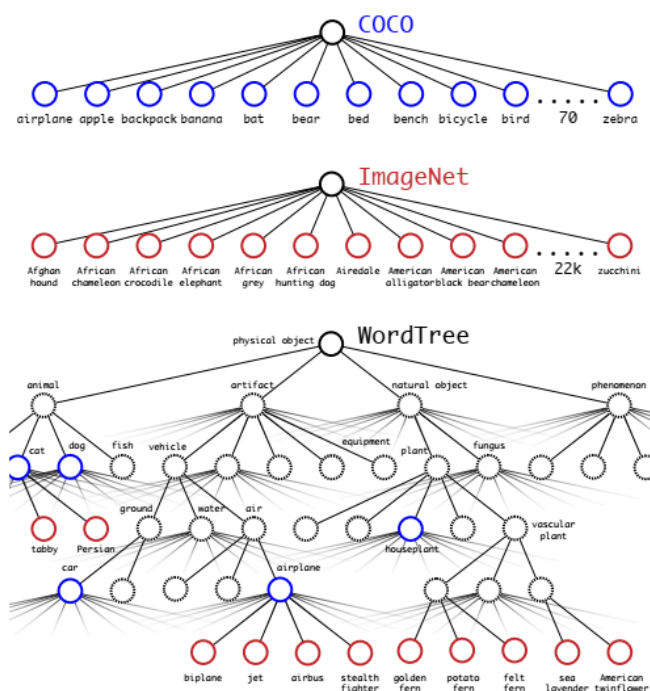 COCO
airplane apple backpack banana bat bear bed bench bicycle bird 70 zebra
ImageNet
Afghan hound
African chameleon
African crocodile
African elephant
African grey
African hunting dog
Airedale
American alligator
American black bear
American chameleon
22k
zucchini
WordTree
physical object
animal artifact natural object phenomenon
cat dog fish vehicle equipment plant fungus
ground water air vascular plant
tabby Persian houseplant
car airplane
biplane jet airbus stealth fighter golden fern potato fern felt fern sea lavender American twinflower